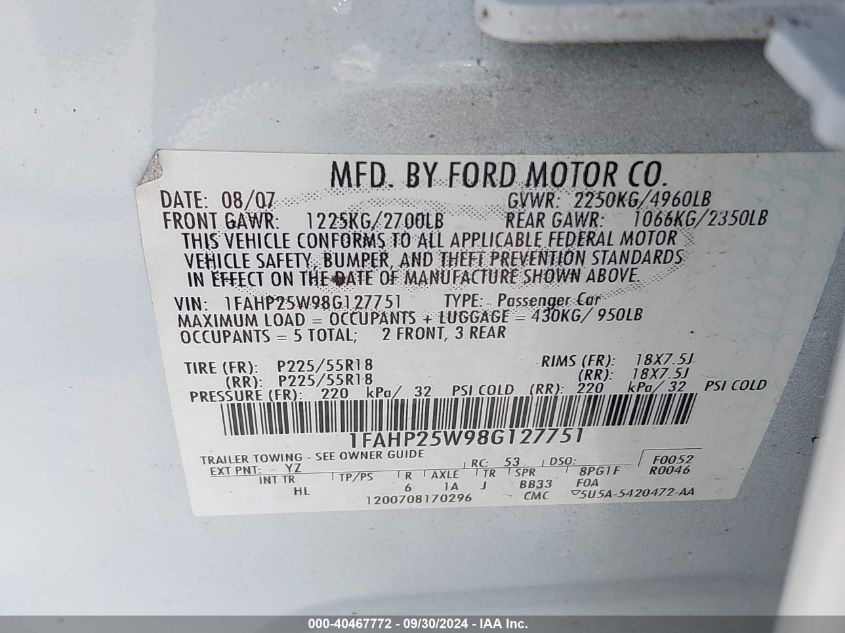 MFD. BY FORD MOTOR CO.
DATE: 08/07 GVWR: 2250KG/4960LB
FRONT GAWR: 1225KG/2700LB REAR GAWR: 1066KG/2350LB
THIS VEHICLE CONFORMS TO ALL APPLICABLE FEDERAL MOTOR
VEHICLE SAFETY, BUMPER, AND THEFT PREVENTION STANDARDS
IN EFFECT ON THE DATE OF MANUFACTURE SHOWN ABOVE.
VIN: 1FAHP25W98G127751 TYPE: Passenger Car
MAXIMUM LOAD = OCCUPANTS + LUGGAGE = 430KG/ 950LB
OCCUPANTS = 5 TOTAL; 2 FRONT, 3 REAR
TIRE (FR): P225/55R18 RIMS (FR): 18X7.5J
(RR): P225/55R18 (RR): 18X7.5J
PRESSURE (FR): 220 kPa/ 32 PSI COLD (RR): 220 kPa/ 32 PSI COLD
1FAHP25W98G127751
TRAILER TOWING - SEE OWNER GUIDE
EXT PNT: YZ RC: 53 DSO: F0052
INT TR TP/PS R AXLE TR SPR 8PG1F R0046
HL 6 1A J BB33 F0A
1200708170296 CMC ▽5U5A-5420472-AA
000-40467772 - 09/30/2024 - IAA Inc.